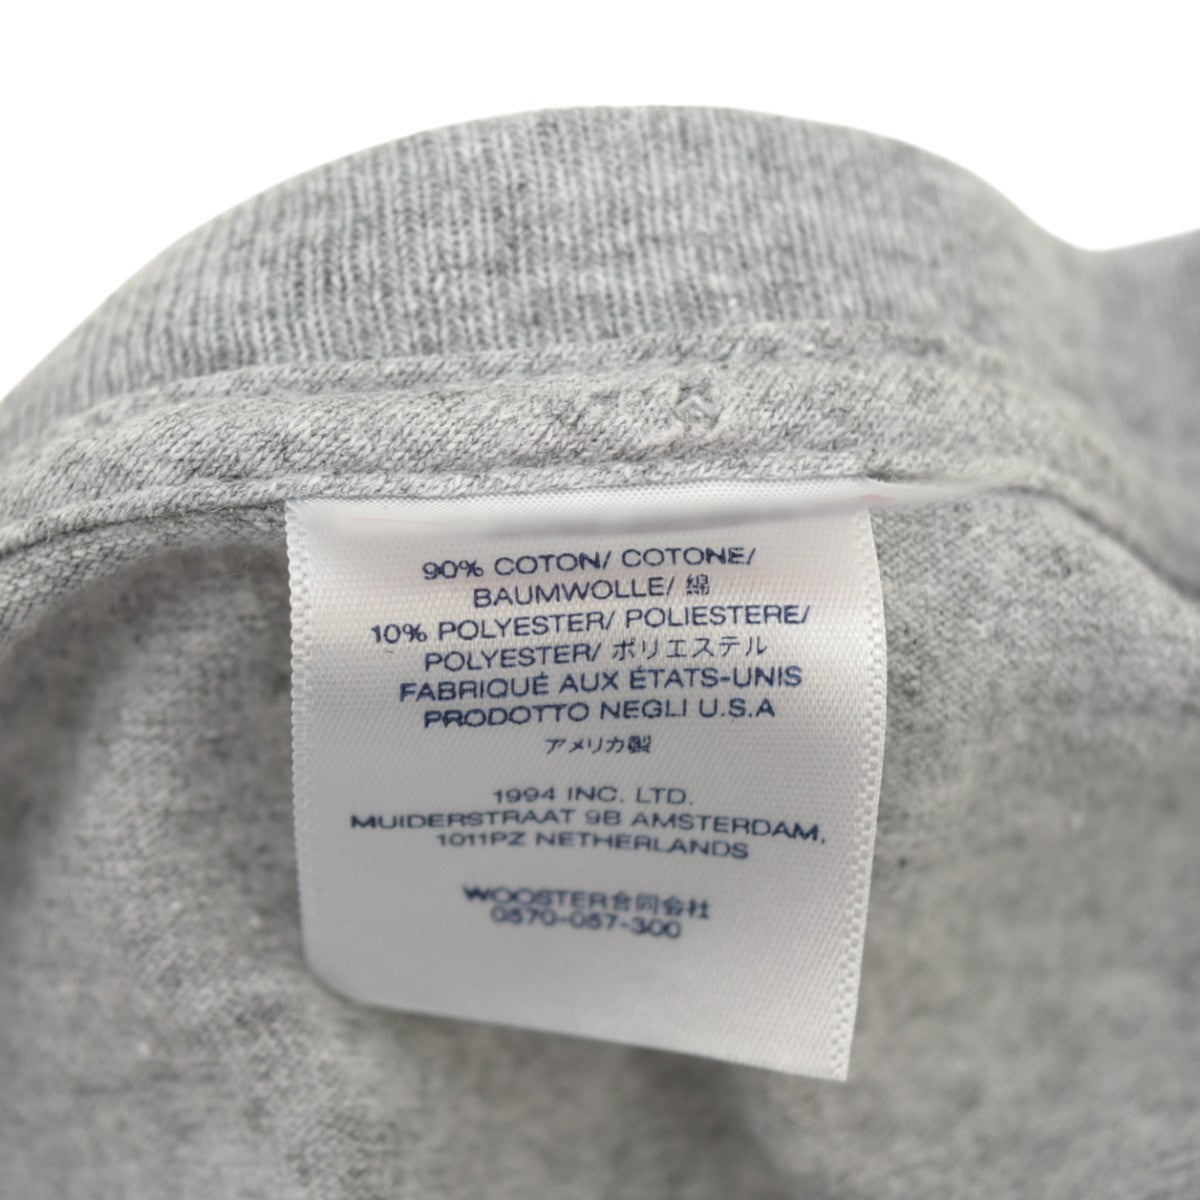 90% COTON/ COTONE/
BAUMWOLLE/ 綿
10% POLYESTER/ POLIESTERE/
POLYESTER/ ポリエステル
FABRIQUÉ AUX ÉTATS-UNIS
PRODOTTO NEGLI U.S.A
アメリカ製
1994 INC. LTD.
MUIDERSTRAAT 9B AMSTERDAM,
1011PZ NETHERLANDS
WOOSTER合同会社
0570-057-300